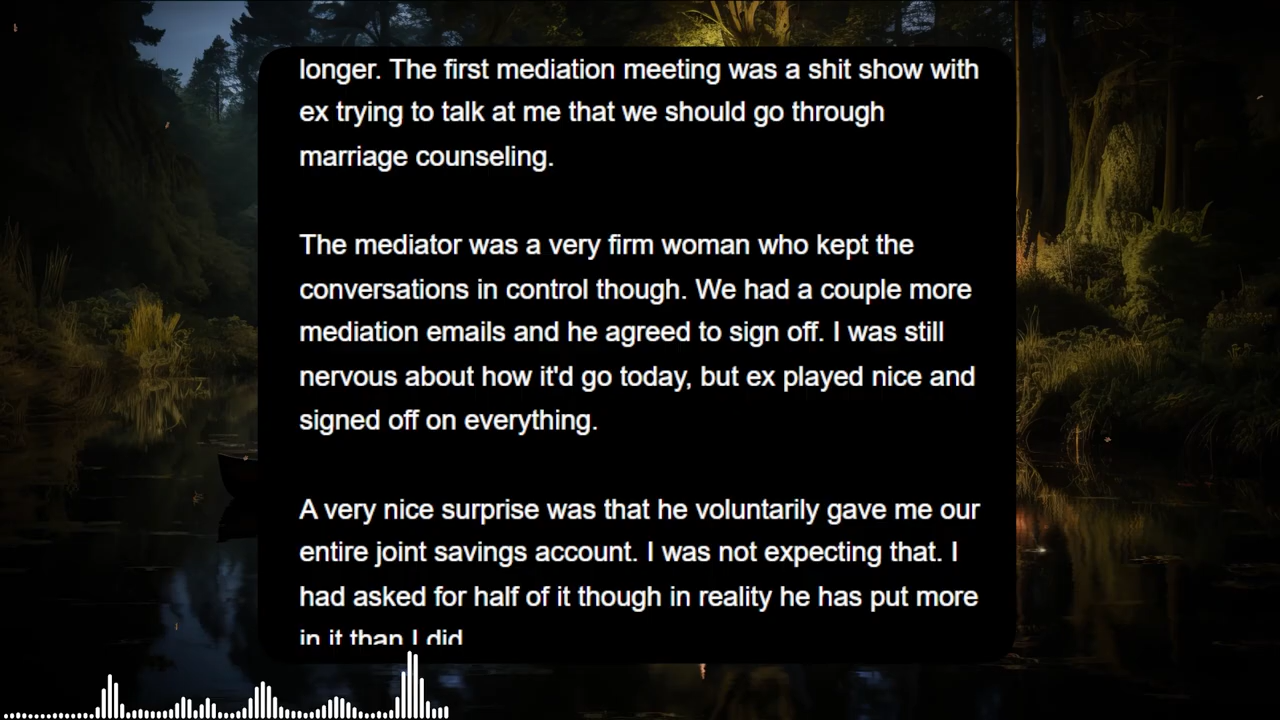 longer. The first mediation meeting was a shit show with
ex trying to talk at me that we should go through
marriage counseling.
The mediator was a very firm woman who kept the
conversations in control though. We had a couple more
mediation emails and he agreed to sign off. I was still
nervous about how it'd go today, but ex played nice and
signed off on everything.
A very nice surprise was that he voluntarily gave me our
entire joint savings account. I was not expecting that. I
had asked for half of it though in reality he has put more
in it than I did